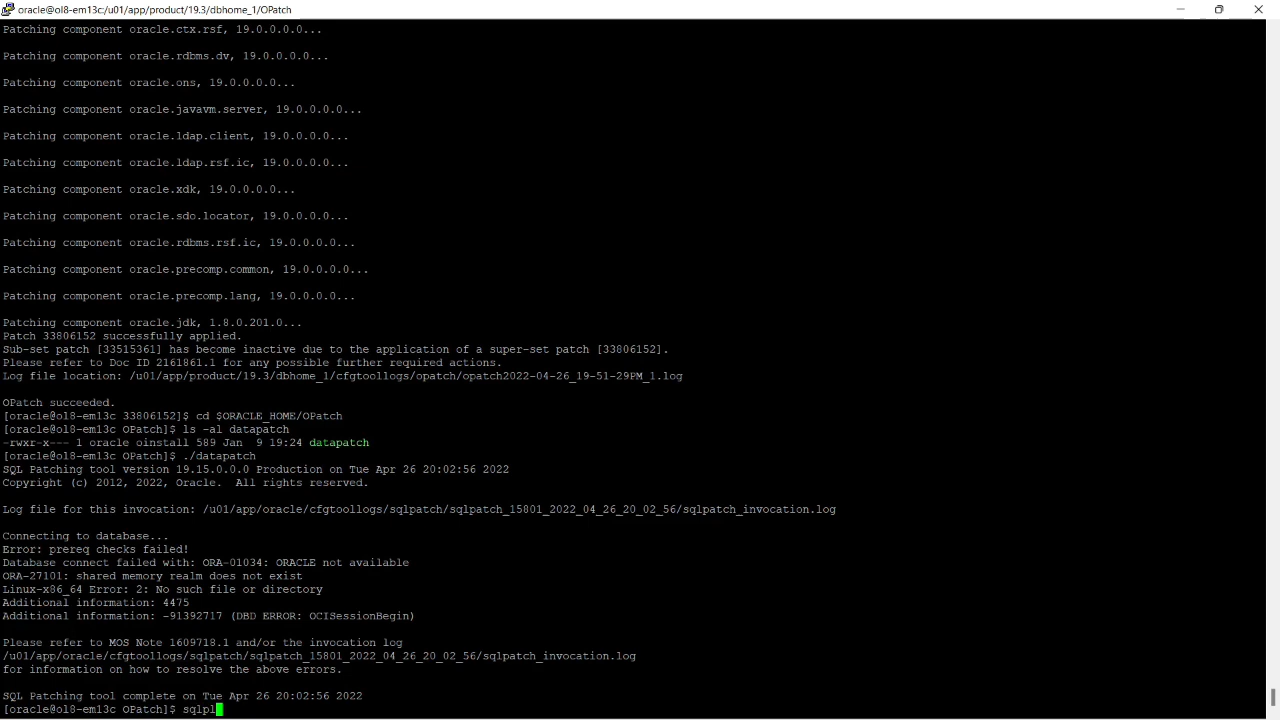 oracle@ol8-em13c:/u01/app/product/19.3/dbhome_1/OPatch
Patching component oracle.ctx.rsf, 19.0.0.0.0...
Patching component oracle.rdbms.dv, 19.0.0.0.0...
Patching component oracle.ons, 19.0.0.0.0...
Patching component oracle.javavm.server, 19.0.0.0.0...
Patching component oracle.ldap.client, 19.0.0.0.0...
Patching component oracle.ldap.rsf.ic, 19.0.0.0.0...
Patching component oracle.xdk, 19.0.0.0.0...
Patching component oracle.sdo.locator, 19.0.0.0.0...
Patching component oracle.rdbms.rsf.ic, 19.0.0.0.0...
Patching component oracle.precomp.common, 19.0.0.0.0...
Patching component oracle.precomp.lang, 19.0.0.0.0...
Patching component oracle.jdk, 1.8.0.201.0...
Patch 33806152 successfully applied.
Sub-set patch [33515361] has become inactive due to the application of a super-set patch [33806152].
Please refer to Doc ID 2161861.1 for any possible further required actions.
Log file location: /u01/app/product/19.3/dbhome_1/cfgtoollogs/opatch/opatch2022-04-26_19-51-29PM_1.log
OPatch succeeded.
[oracle@ol8-em13c 33806152]$ cd $ORACLE_HOME/OPatch
[oracle@ol8-em13c OPatch]$ ls -al datapatch
-rwxr-x--- 1 oracle oinstall 589 Jan  9 19:24 datapatch
[oracle@ol8-em13c OPatch]$ ./datapatch
SQL Patching tool version 19.15.0.0.0 Production on Tue Apr 26 20:02:56 2022
Copyright (c) 2012, 2022, Oracle.  All rights reserved.
Log file for this invocation: /u01/app/oracle/cfgtoollogs/sqlpatch/sqlpatch_15801_2022_04_26_20_02_56/sqlpatch_invocation.log
Connecting to database...
Error: prereq checks failed!
Database connect failed with: ORA-01034: ORACLE not available
ORA-27101: shared memory realm does not exist
Linux-x86_64 Error: 2: No such file or directory
Additional information: 4475
Additional information: -91392717 (DBD ERROR: OCISessionBegin)
Please refer to MOS Note 1609718.1 and/or the invocation log
/u01/app/oracle/cfgtoollogs/sqlpatch/sqlpatch_15801_2022_04_26_20_02_56/sqlpatch_invocation.log
for information on how to resolve the above errors.
SQL Patching tool complete on Tue Apr 26 20:02:56 2022
[oracle@ol8-em13c OPatch]$ sqlpl